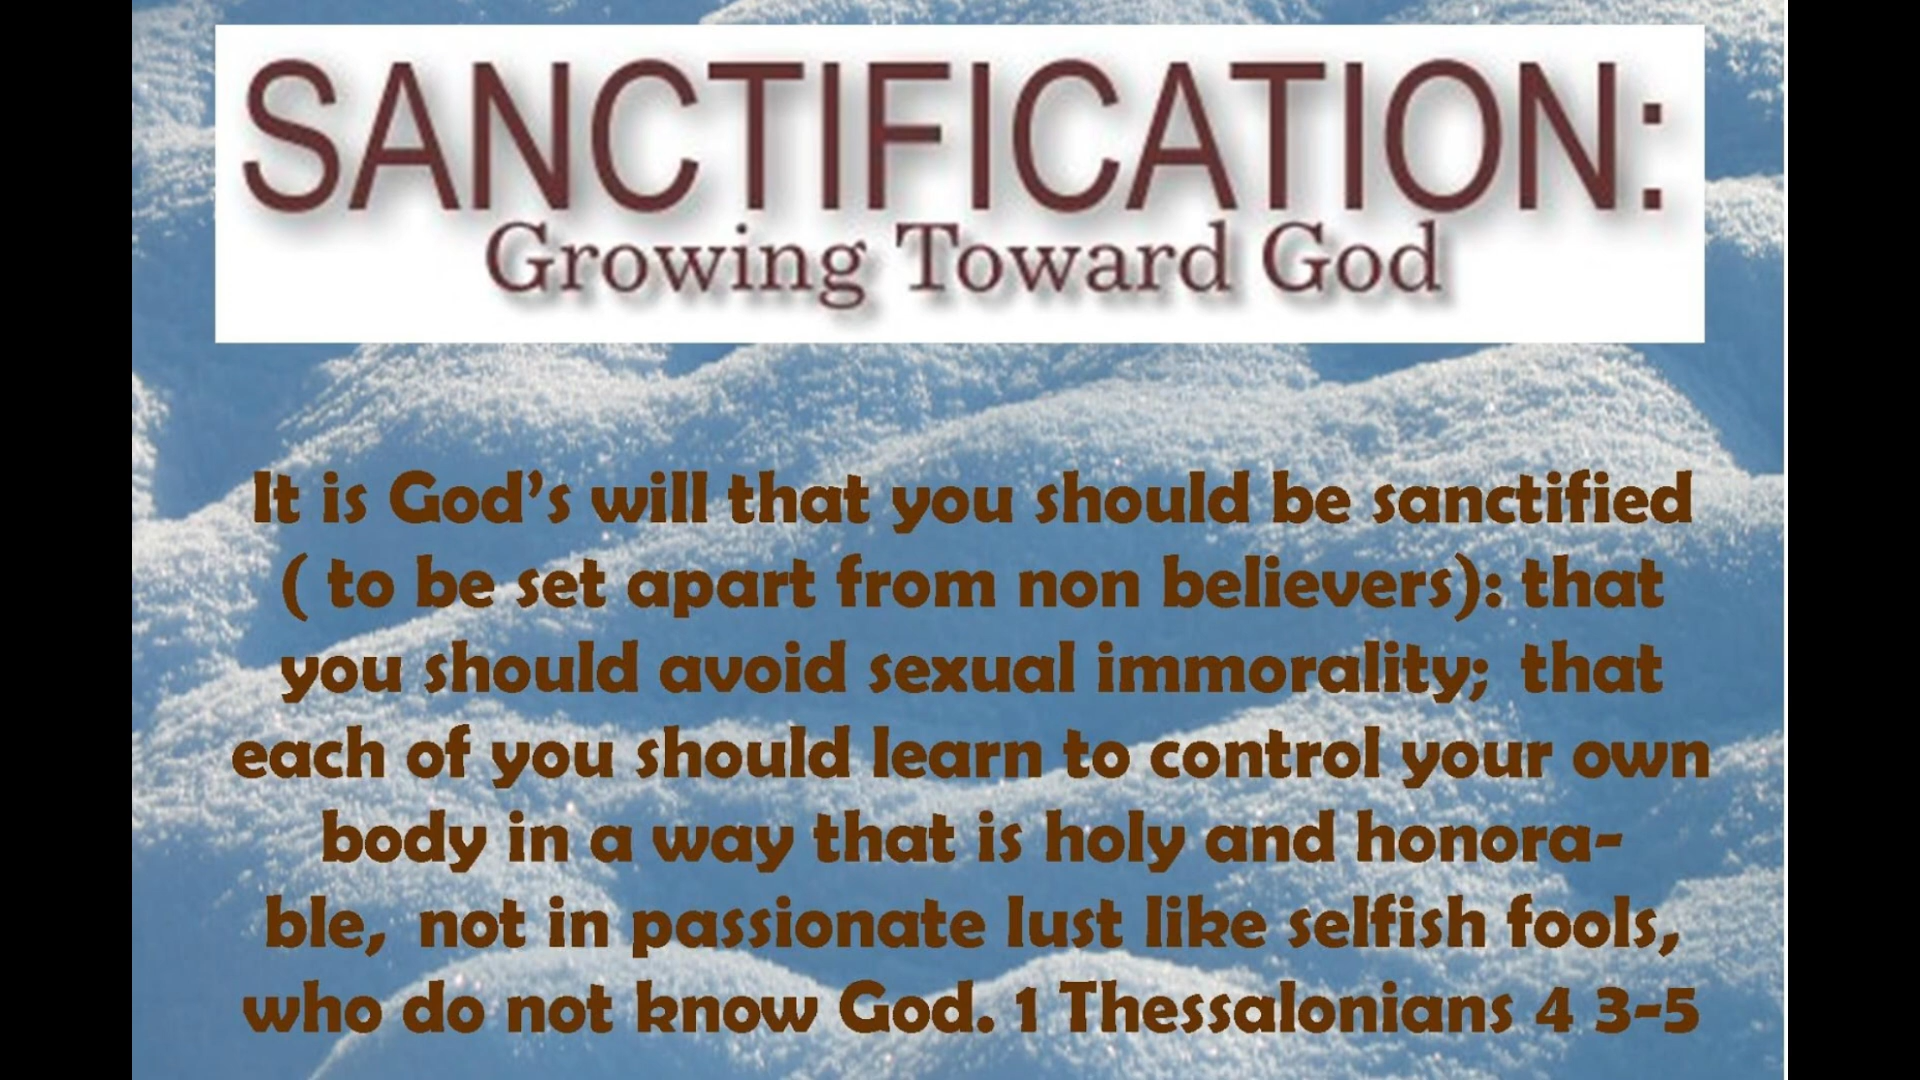 SANCTIFICATION:
Growing Toward God
It is God's will that you should be sanctified
( to be set apart from non believers): that
you should avoid sexual immorality; that
each of you should learn to control your own
body in a way that is holy and honora-
ble, not in passionate lust like selfish fools,
who do not know God. 1 Thessalonians 4 3-5